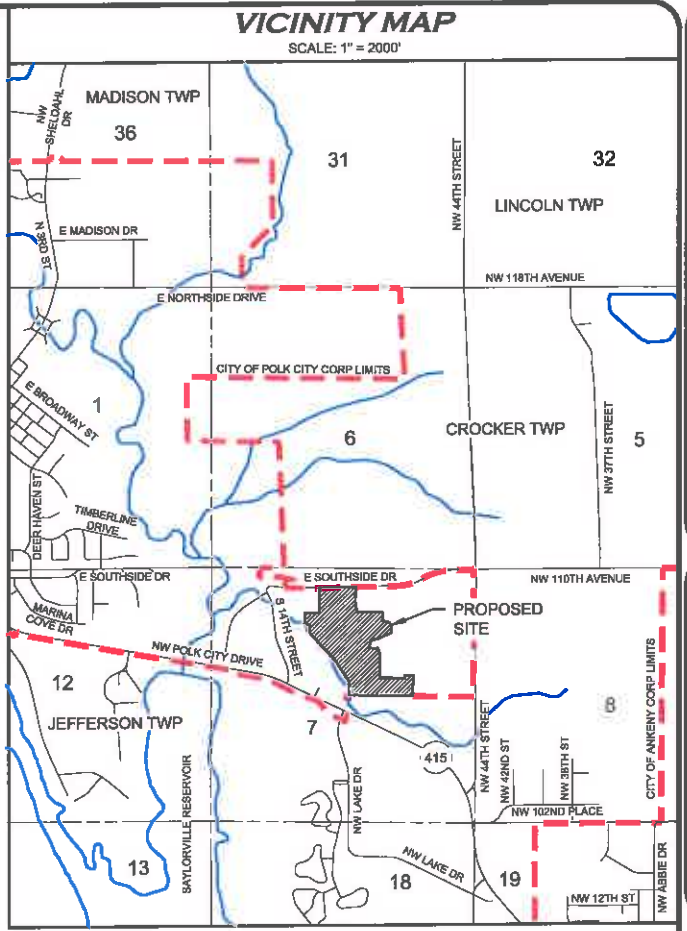 VICINITY MAP
SCALE: 1" = 2000'
MADISON TWP
36
NW
SHELDAHL
DR
31
32
NW 44TH STREET
LINCOLN TWP
N 3RD ST
E MADISON DR
NW 118TH AVENUE
E NORTHSIDE DRIVE
CITY OF POLK CITY CORP LIMITS
E BROADWAY ST
1
6
CROCKER TWP
NW 37TH STREET
5
DEER HAVEN ST
TIMBERLINE
DRIVE
E SOUTHSIDE DR
E SOUTHSIDE DR
NW 110TH AVENUE
MARINA
COVE DR
S 14TH STREET
PROPOSED
SITE
NW POLK CITY DRIVE
12
JEFFERSON TWP
7
8
CITY OF ANKENY CORP LIMITS
415
NW 44TH STREET
NW 42ND ST
NW 38TH ST
NW LAKE DR
SAYLORVILLE RESERVOIR
NW 102ND PLACE
13
NW LAKE DR
18
19
NW 12TH ST
NW ABBIE DR